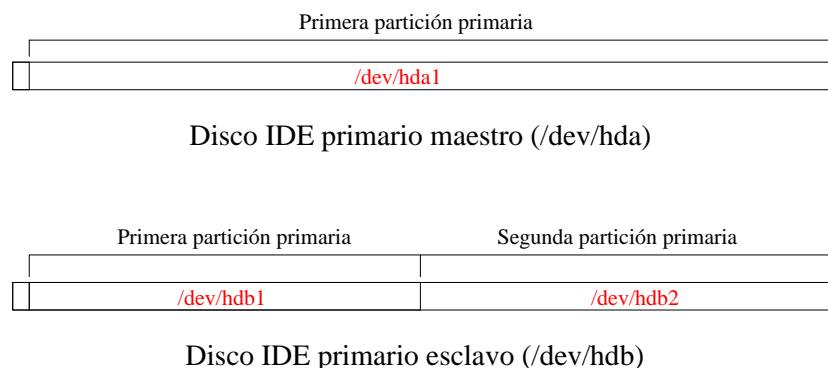 Primera partición primaria
/dev/hda1
Disco IDE primario maestro (/dev/hda)
Primera partición primaria Segunda partición primaria
/dev/hdb1 /dev/hdb2
Disco IDE primario esclavo (/dev/hdb)